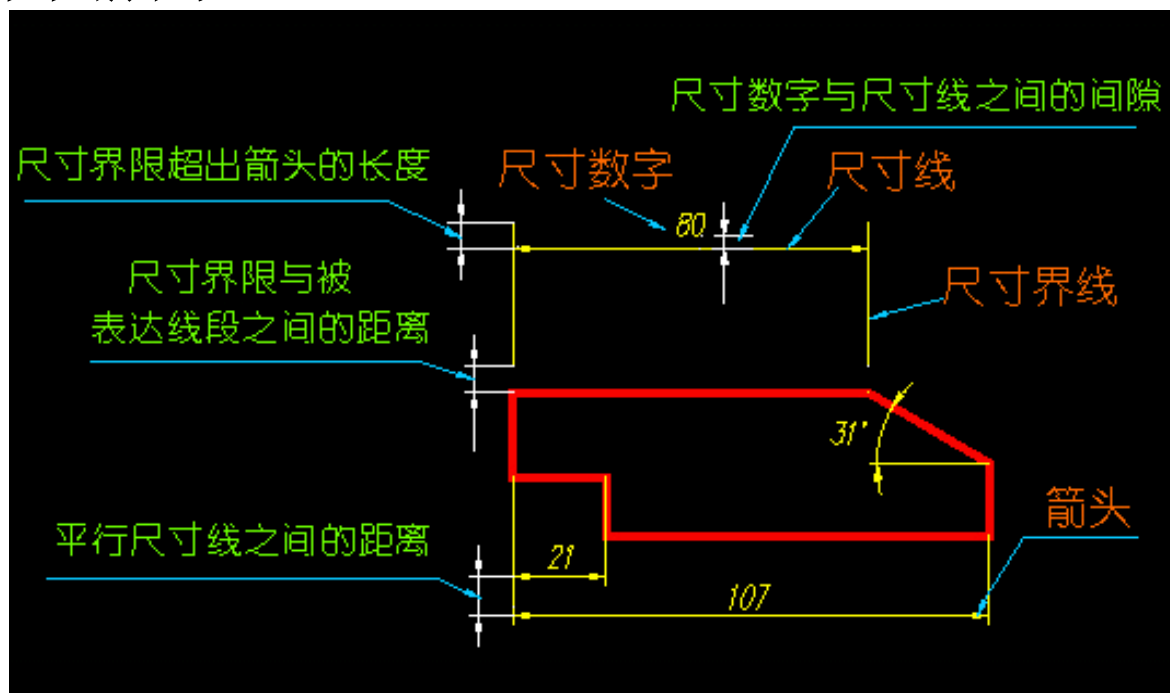 尺寸数字与尺寸线之间的间隙
尺寸界限超出箭头的长度
尺寸数字
尺寸线
80
尺寸界限与被
表达线段之间的距离
尺寸界线
31°
箭头
平行尺寸线之间的距离
21
107